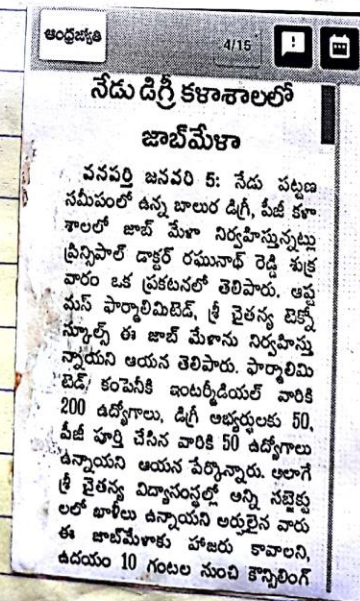 ఆంధ్రజ్యోతి
4/15
నేడు డిగ్రీ కళాశాలలో
జాబ్‌మేళా
వనపర్తి జనవరి 5: నేడు పట్టణ
సమీపంలో ఉన్న బాలుర డిగ్రీ, పీజీ కళా
శాలలో జాబ్ మేళా నిర్వహిస్తున్నట్లు
ప్రిన్సిపాల్ డాక్టర్ రఘునాథ్ రెడ్డి శుక్ర
వారం ఒక ప్రకటనలో తెలిపారు. ఆప్ట
మస్ ఫార్మాలిమిటెడ్, శ్రీ చైతన్య టెక్నో
స్కూల్స్ ఈ జాబ్ మేళాను నిర్వహిస్తు
న్నాయని ఆయన తెలిపారు. ఫార్మాలిమి
టెడ్ కంపెనీకి ఇంటర్మీడియల్ వారికి
200 ఉద్యోగాలు, డిగ్రీ అభ్యర్థులకు 50,
పీజీ పూర్తి చేసిన వారికి 50 ఉద్యోగాలు
ఉన్నాయని ఆయన పేర్కొన్నారు. అలాగే
శ్రీ చైతన్య విద్యాసంస్థల్లో అన్ని సబ్జెక్టు
లలో ఖాళీలు ఉన్నాయని అర్హులైన వారు
ఈ జాబ్‌మేళాకు హాజరు కావాలని,
ఉదయం 10 గంటల నుంచి కౌన్సిలింగ్